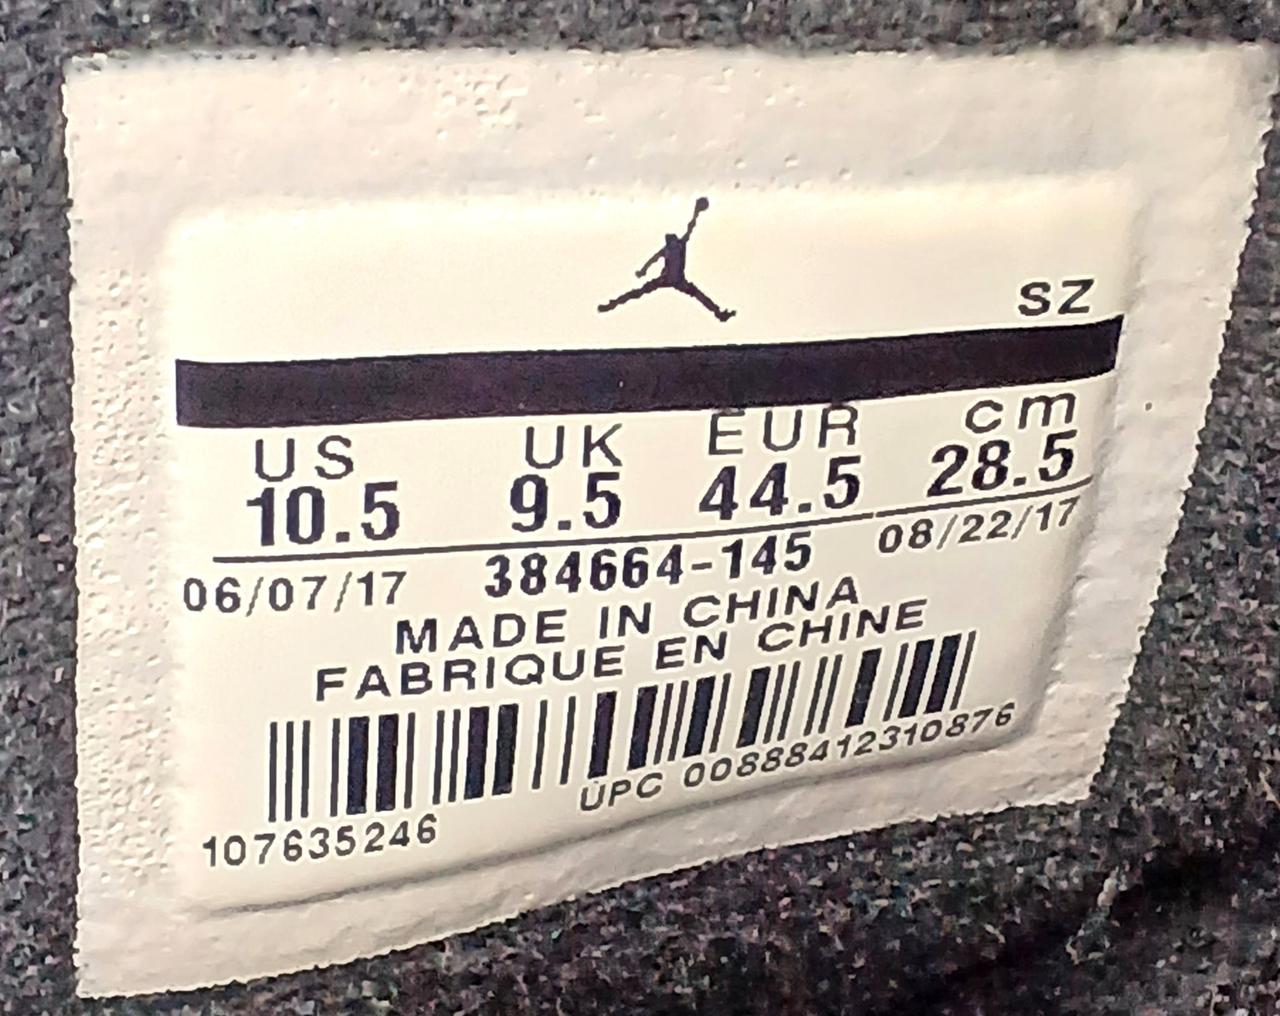 SZ
US UK EUR cm
10.5 9.5 44.5 28.5
06/07/17 384664-145 08/22/17
MADE IN CHINA
FABRIQUE EN CHINE
UPC 00888412310876
107635246